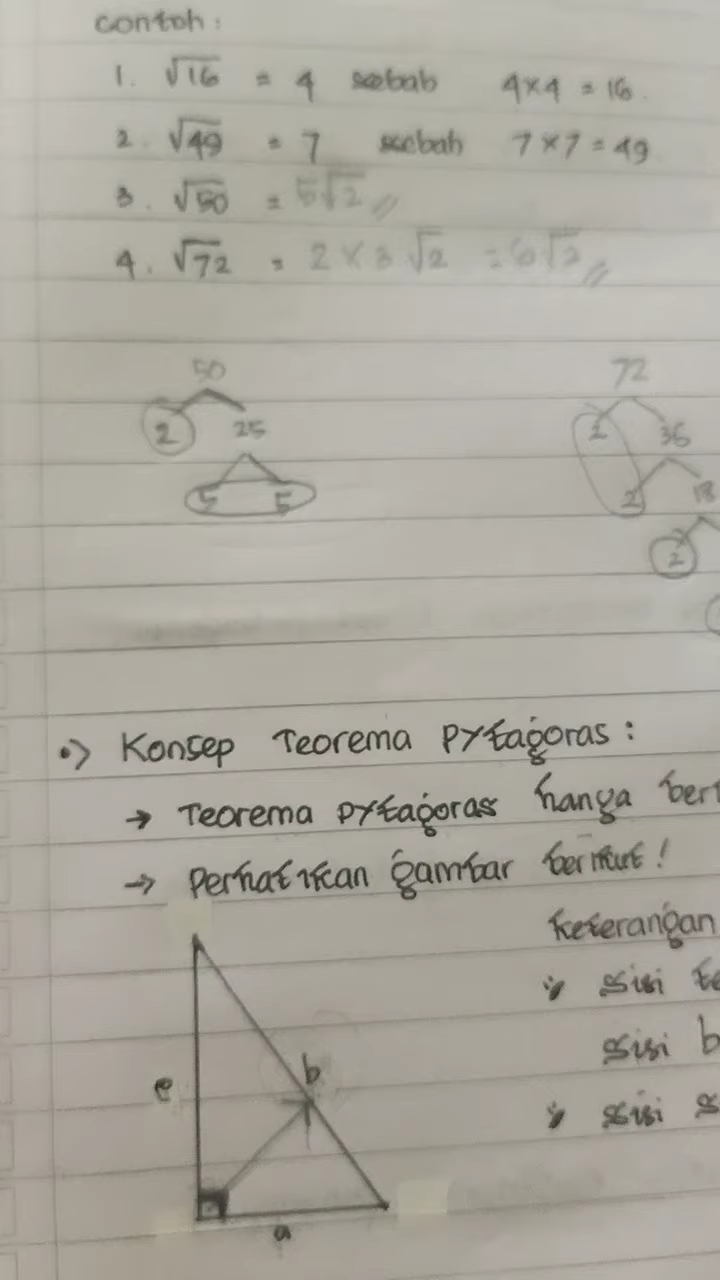 contoh :
1. √16 = 4 sebab 4×4 = 16.
2. √49 = 7 sebab 7×7 = 49
3. √50 = 5√2 //
4. √72 = 2 × 3 √2 = 6√2 //
50
2 25
5 5
72
2 36
2 18
2
•) Konsep Teorema Pytagoras :
→ Teorema pytagoras hanya ber
→ Perhatikan gambar berikut !
Keterangan
sisi
sisi b
sisi s
c
b
a